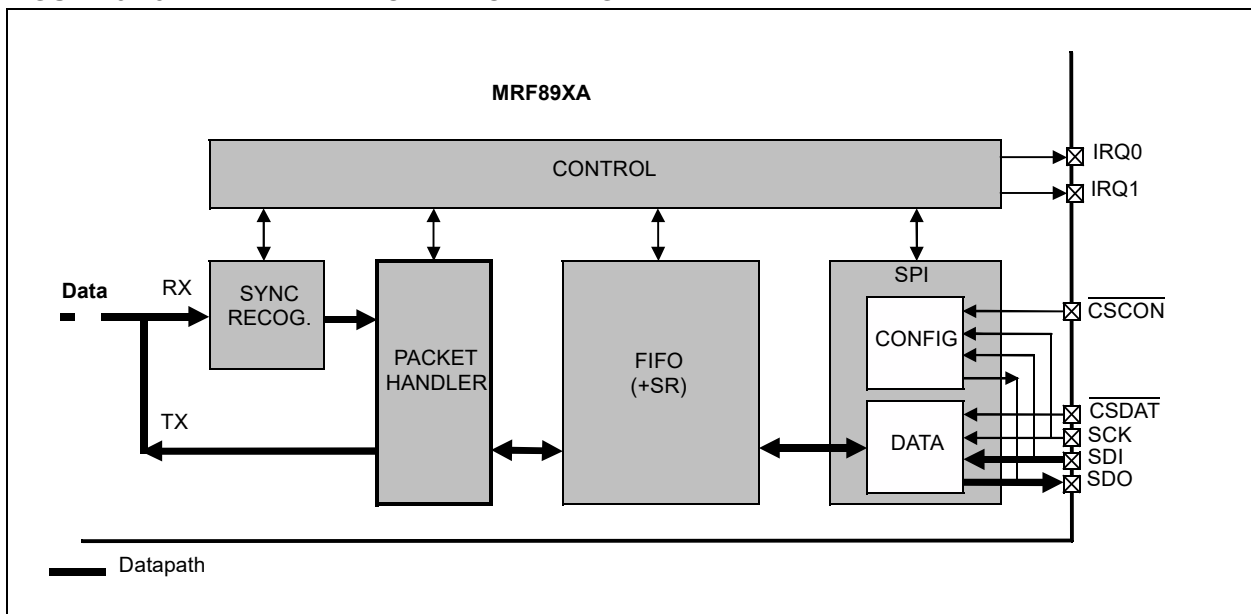 MRF89XA
CONTROL
IRQ0
IRQ1
Data
RX
SYNC
RECOG.
TX
PACKET
HANDLER
FIFO
(+SR)
SPI
CONFIG
DATA
CSCON
CSDAT
SCK
SDI
SDO
Datapath